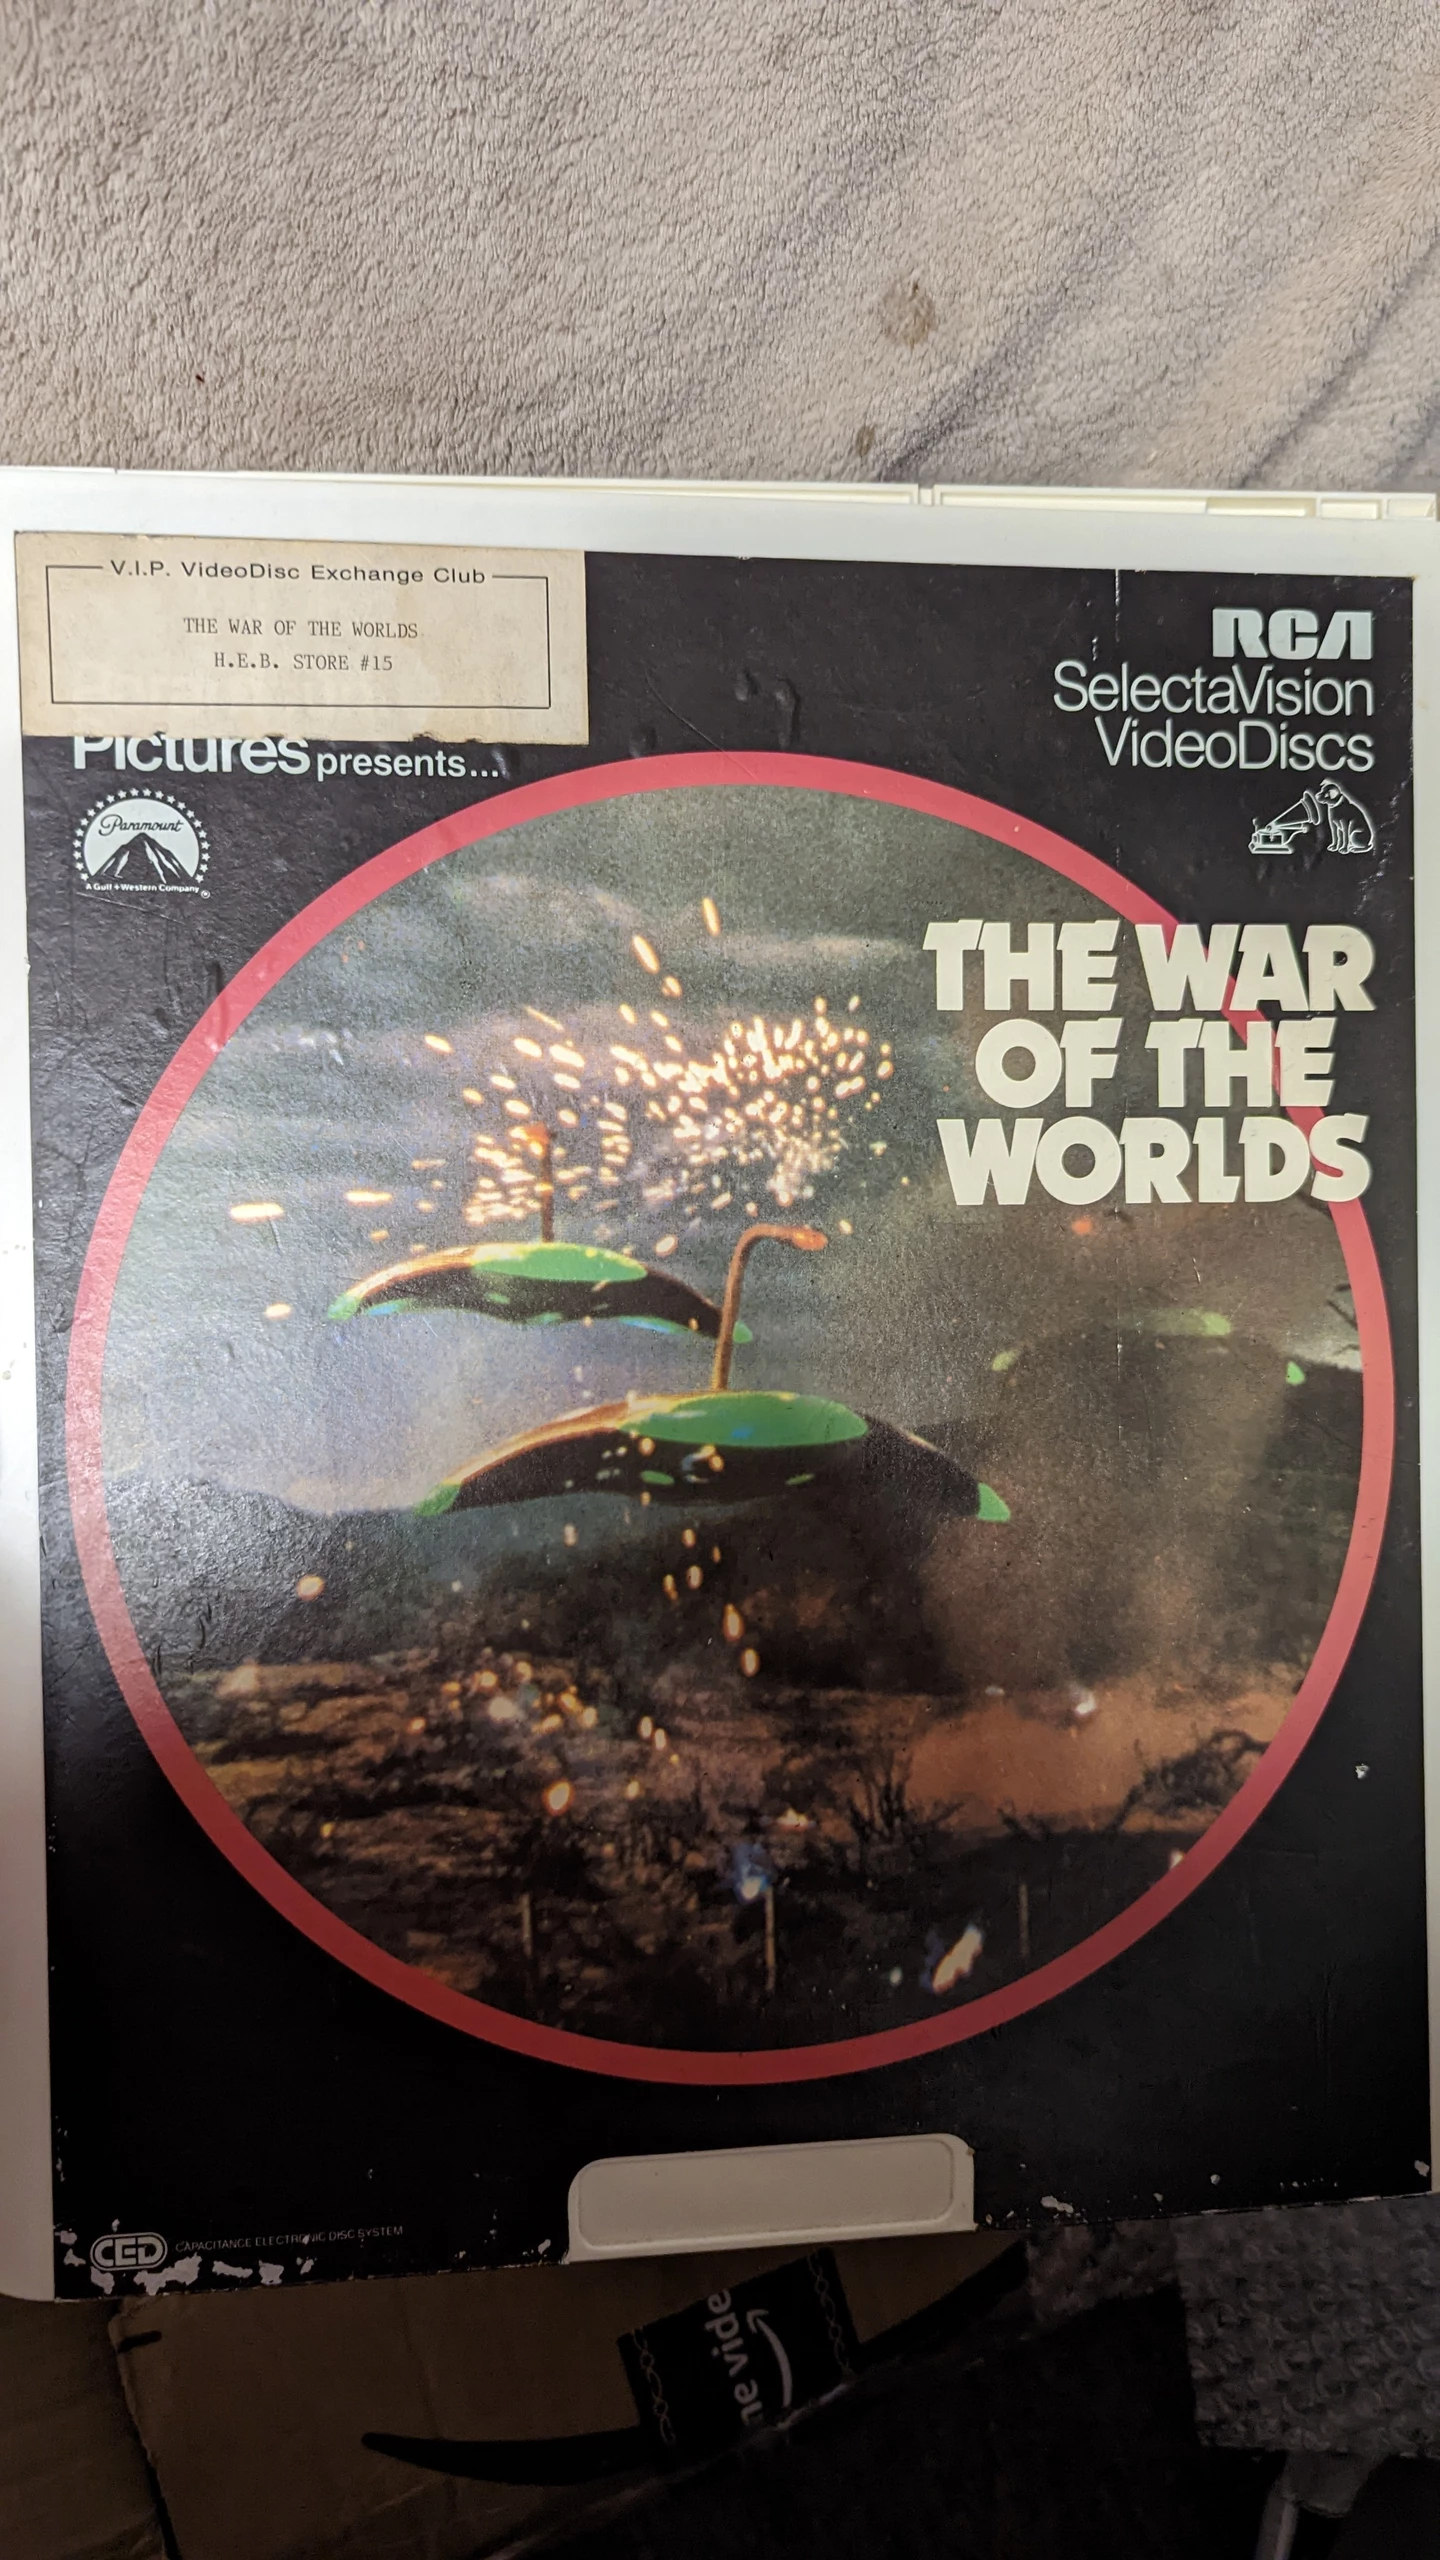 V.I.P. VideoDisc Exchange Club
THE WAR OF THE WORLDS
H.E.B. STORE #15
Pictures presents...
Paramount
A Gulf+Western Company
®
RCA
SelectaVision
VideoDiscs
THE WAR
OF THE
WORLDS
CED CAPACITANCE ELECTRONIC DISC SYSTEM